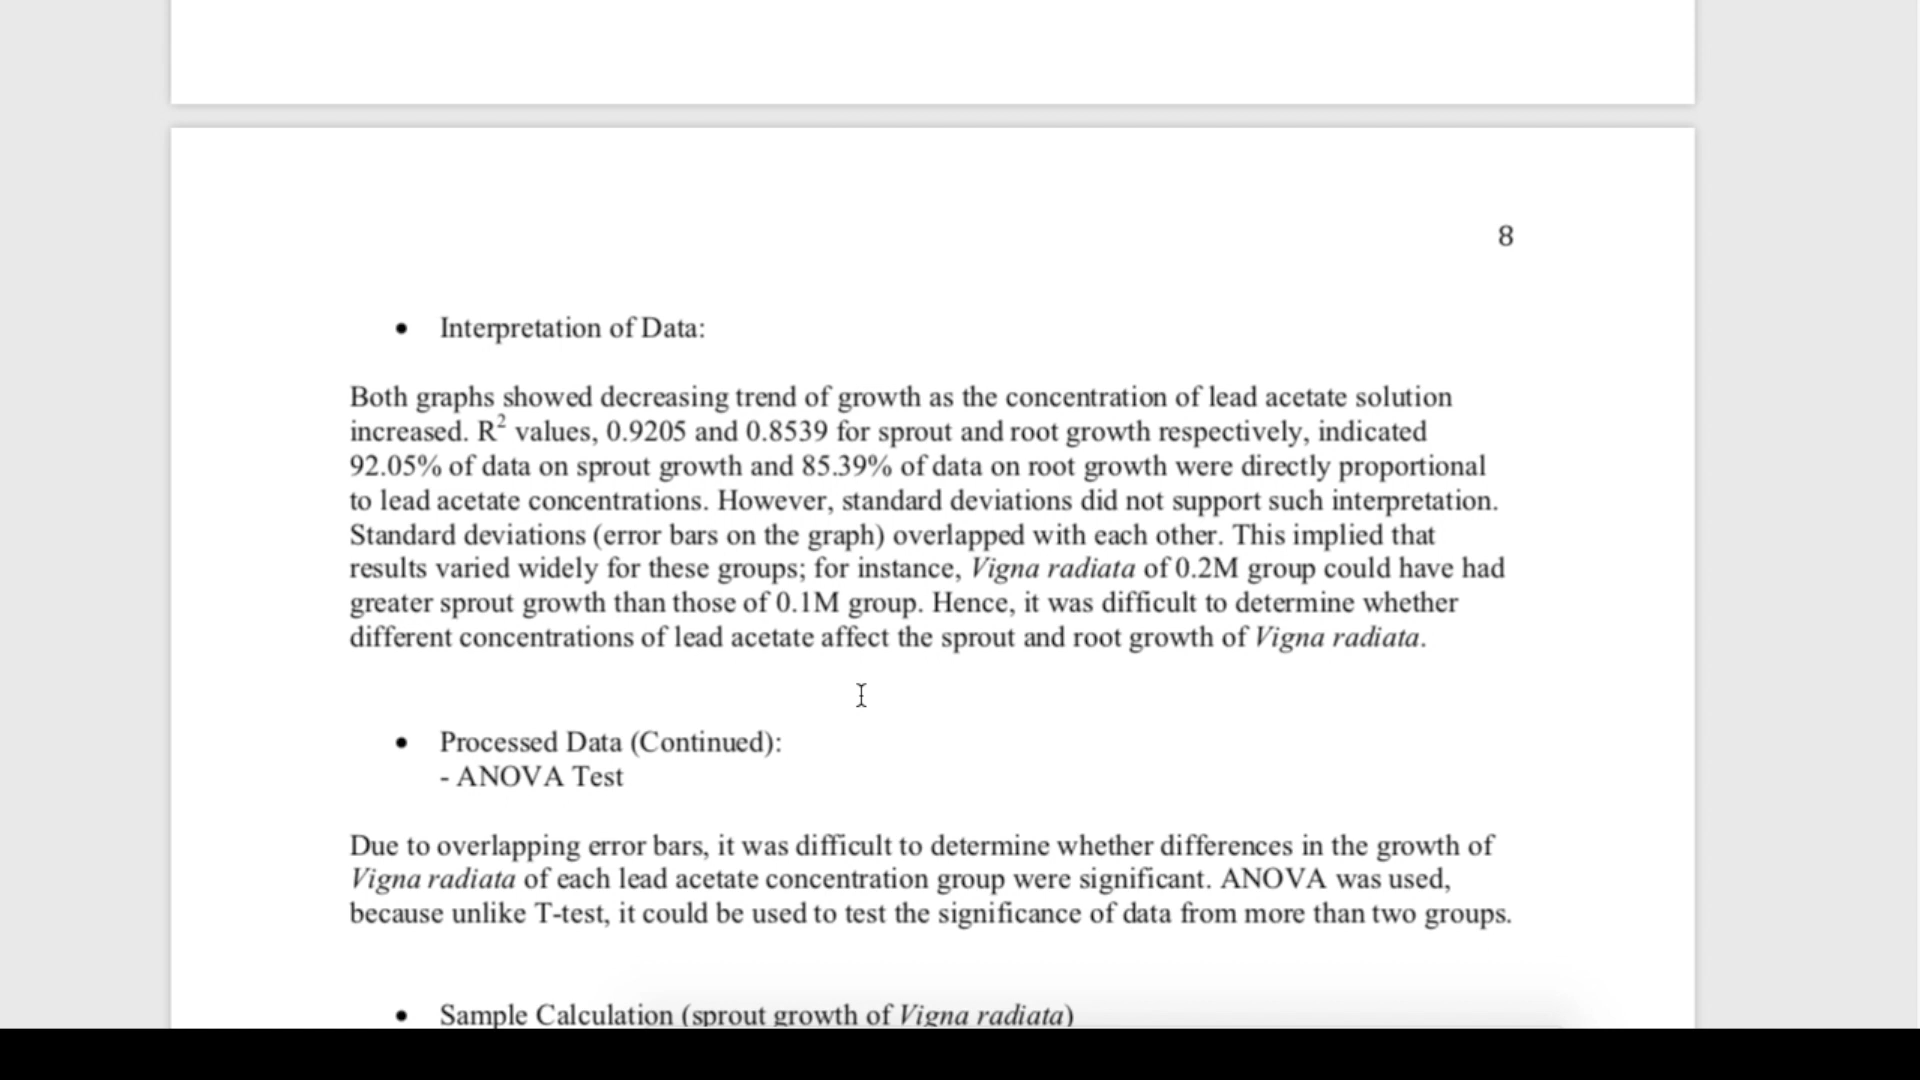 8
• Interpretation of Data:
Both graphs showed decreasing trend of growth as the concentration of lead acetate solution
increased. R² values, 0.9205 and 0.8539 for sprout and root growth respectively, indicated
92.05% of data on sprout growth and 85.39% of data on root growth were directly proportional
to lead acetate concentrations. However, standard deviations did not support such interpretation.
Standard deviations (error bars on the graph) overlapped with each other. This implied that
results varied widely for these groups; for instance, Vigna radiata of 0.2M group could have had
greater sprout growth than those of 0.1M group. Hence, it was difficult to determine whether
different concentrations of lead acetate affect the sprout and root growth of Vigna radiata.
• Processed Data (Continued):
- ANOVA Test
Due to overlapping error bars, it was difficult to determine whether differences in the growth of
Vigna radiata of each lead acetate concentration group were significant. ANOVA was used,
because unlike T-test, it could be used to test the significance of data from more than two groups.
• Sample Calculation (sprout growth of Vigna radiata)